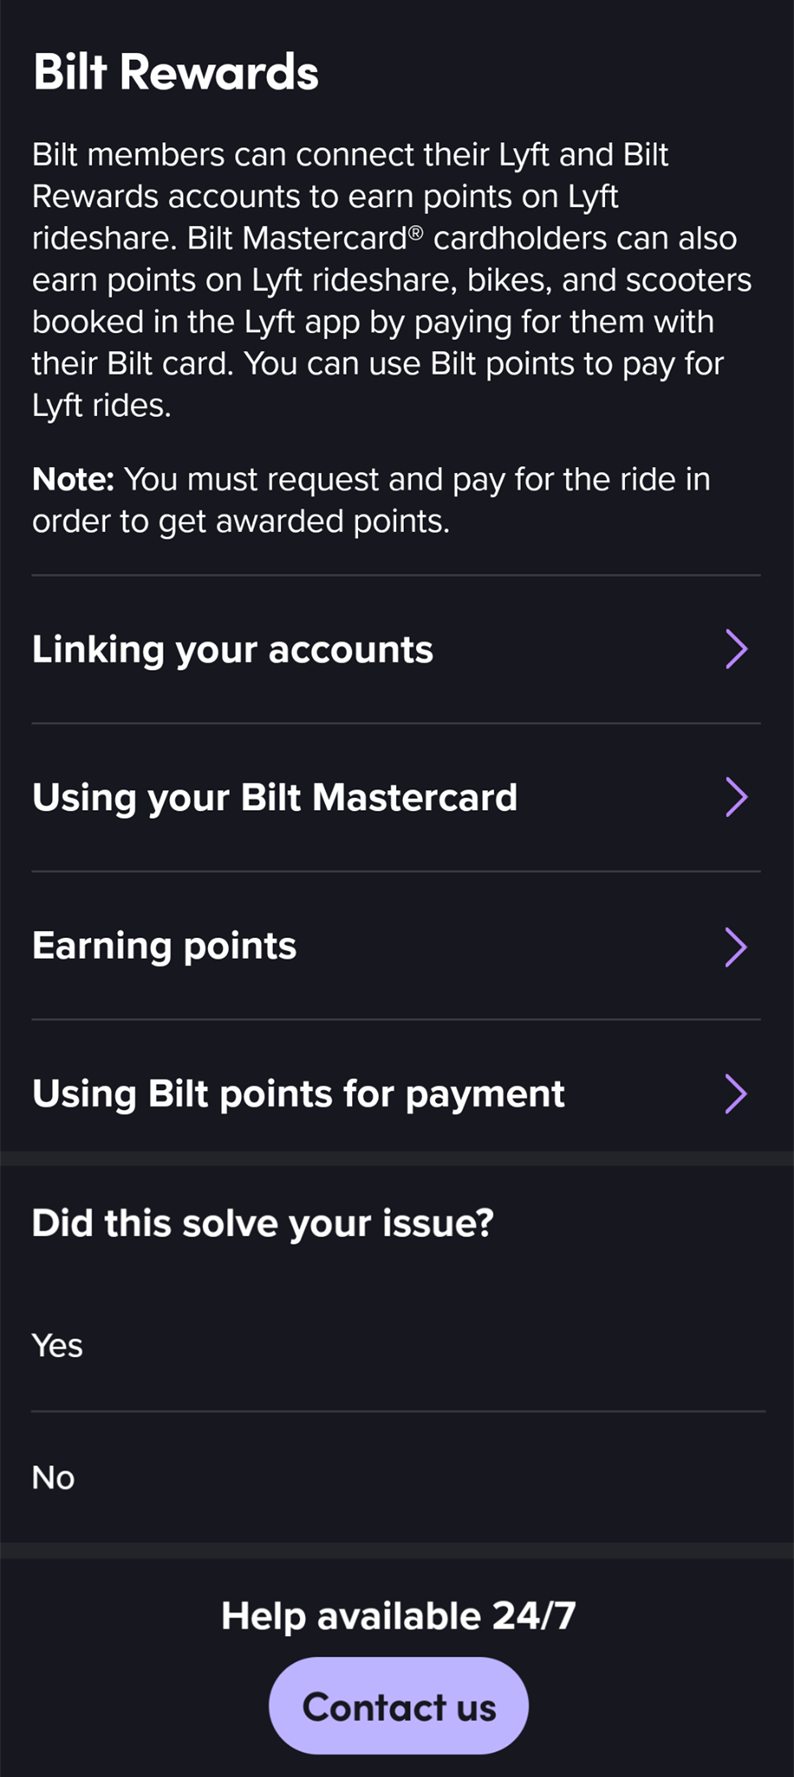 Bilt Rewards
Bilt members can connect their Lyft and Bilt
Rewards accounts to earn points on Lyft
rideshare. Bilt Mastercard® cardholders can also
earn points on Lyft rideshare, bikes, and scooters
booked in the Lyft app by paying for them with
their Bilt card. You can use Bilt points to pay for
Lyft rides.
Note: You must request and pay for the ride in
order to get awarded points.
Linking your accounts
Using your Bilt Mastercard
Earning points
Using Bilt points for payment
Did this solve your issue?
Yes
No
Help available 24/7
Contact us